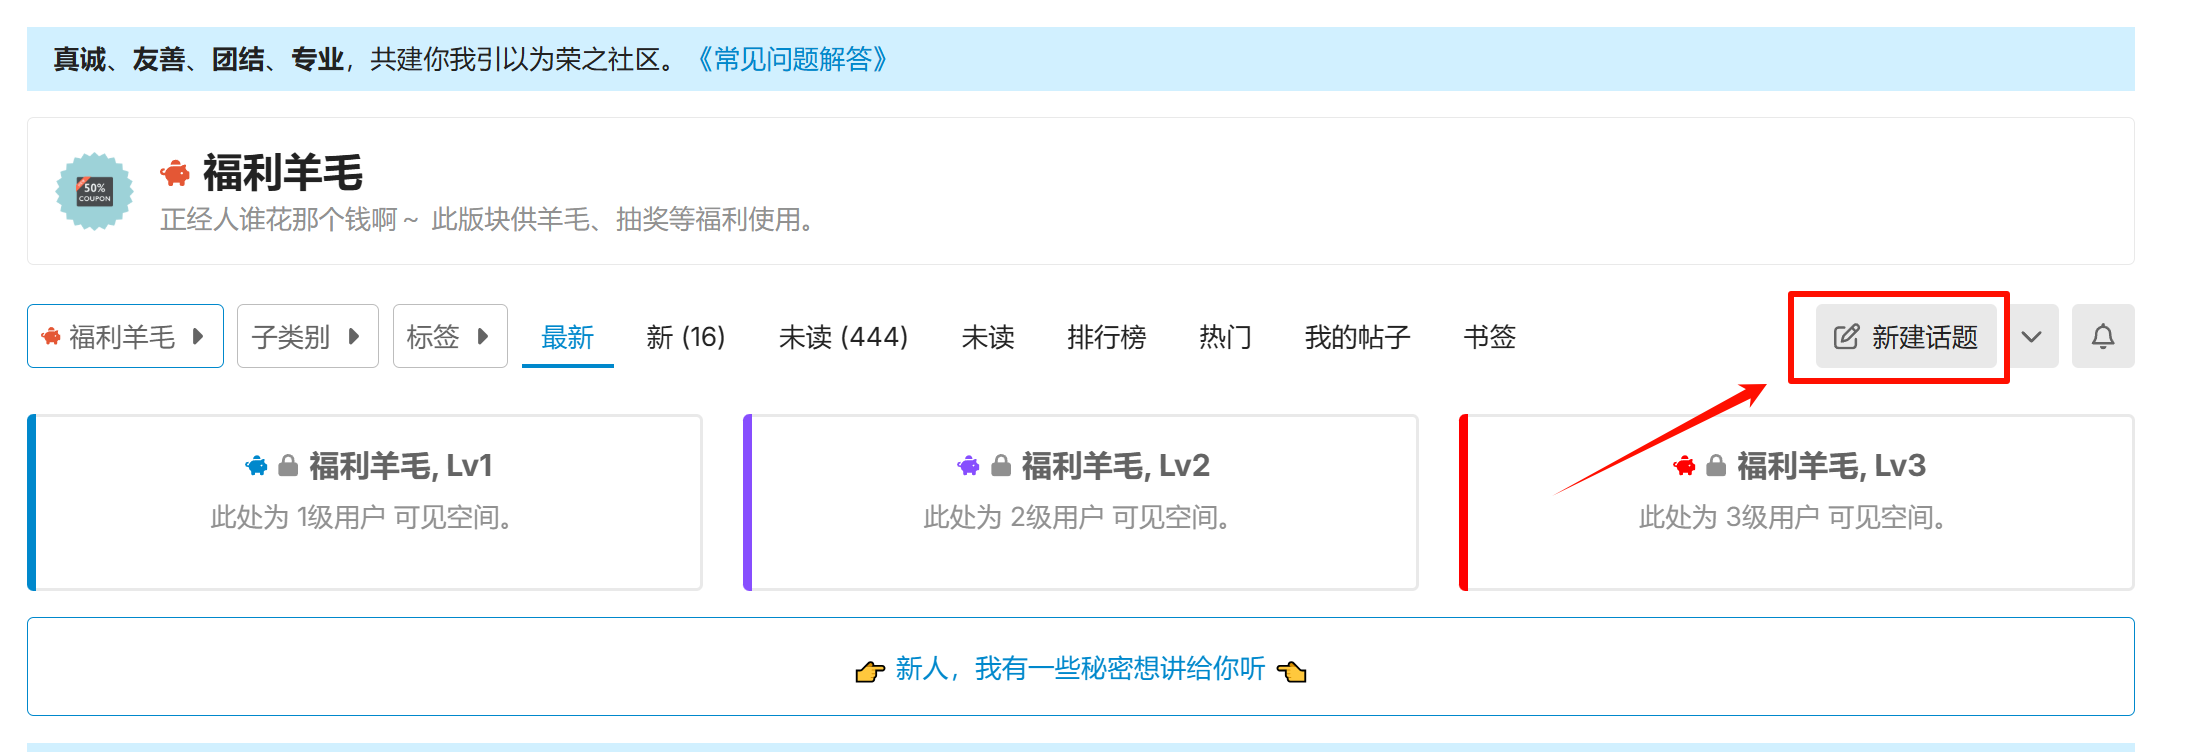 真诚、友善、团结、专业，共建你我引以为荣之社区。《常见问题解答》
50%
COUPON
福利羊毛
正经人谁花那个钱啊～ 此版块供羊毛、抽奖等福利使用。
福利羊毛 子类别 标签 最新 新 (16) 未读 (444) 未读 排行榜 热门 我的帖子 书签 新建话题
福利羊毛, Lv1
此处为 1级用户 可见空间。
福利羊毛, Lv2
此处为 2级用户 可见空间。
福利羊毛, Lv3
此处为 3级用户 可见空间。
👉 新人，我有一些秘密想讲给你听 👈